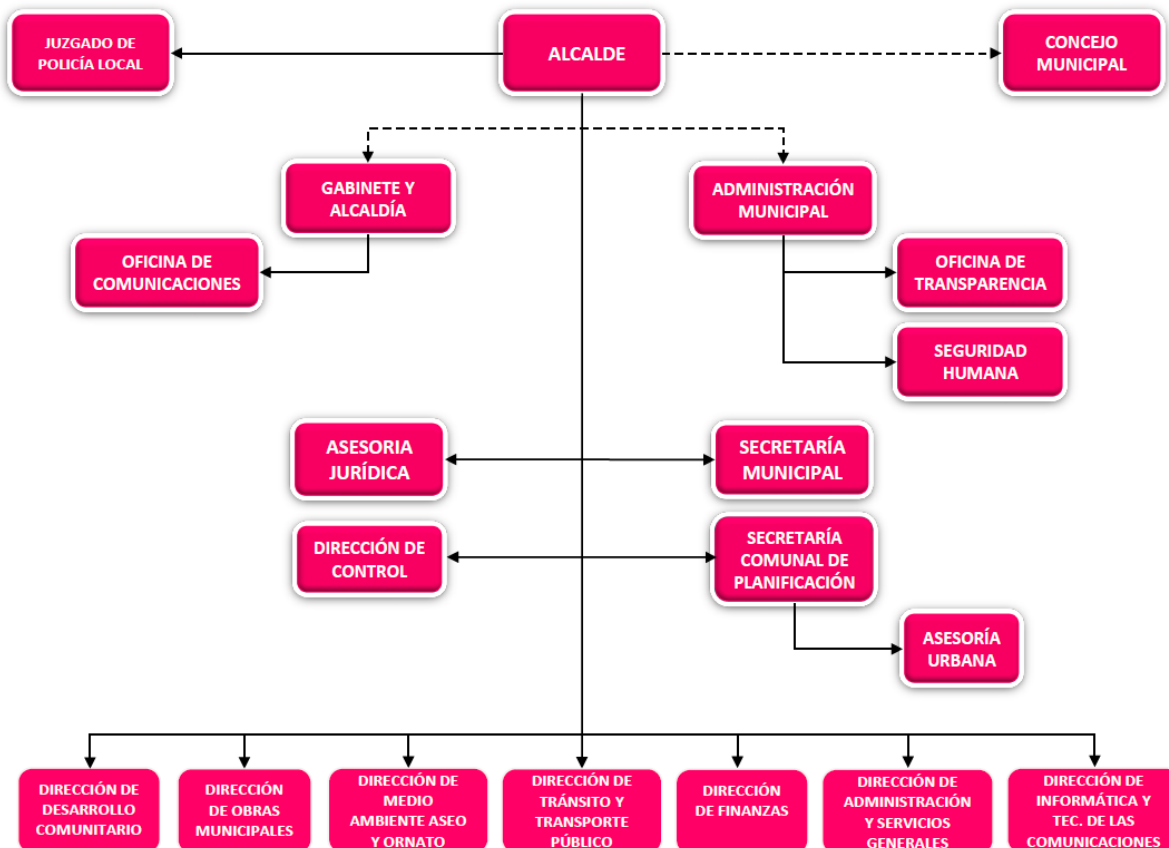 JUZGADO DE
POLICÍA LOCAL
ALCALDE
CONCEJO
MUNICIPAL
GABINETE Y
ALCALDÍA
ADMINISTRACIÓN
MUNICIPAL
OFICINA DE
COMUNICACIONES
OFICINA DE
TRANSPARENCIA
SEGURIDAD
HUMANA
ASESORIA
JURÍDICA
SECRETARÍA
MUNICIPAL
DIRECCIÓN DE
CONTROL
SECRETARÍA
COMUNAL DE
PLANIFICACIÓN
ASESORÍA
URBANA
DIRECCIÓN DE
DESARROLLO
COMUNITARIO
DIRECCIÓN
DE OBRAS
MUNICIPALES
DIRECCIÓN DE
MEDIO
AMBIENTE ASEO
Y ORNATO
DIRECCIÓN DE
TRÁNSITO Y
TRANSPORTE
PÚBLICO
DIRECCIÓN
DE FINANZAS
DIRECCIÓN DE
ADMINISTRACIÓN
Y SERVICIOS
GENERALES
DIRECCIÓN DE
INFORMÁTICA Y
TEC. DE LAS
COMUNICACIONES